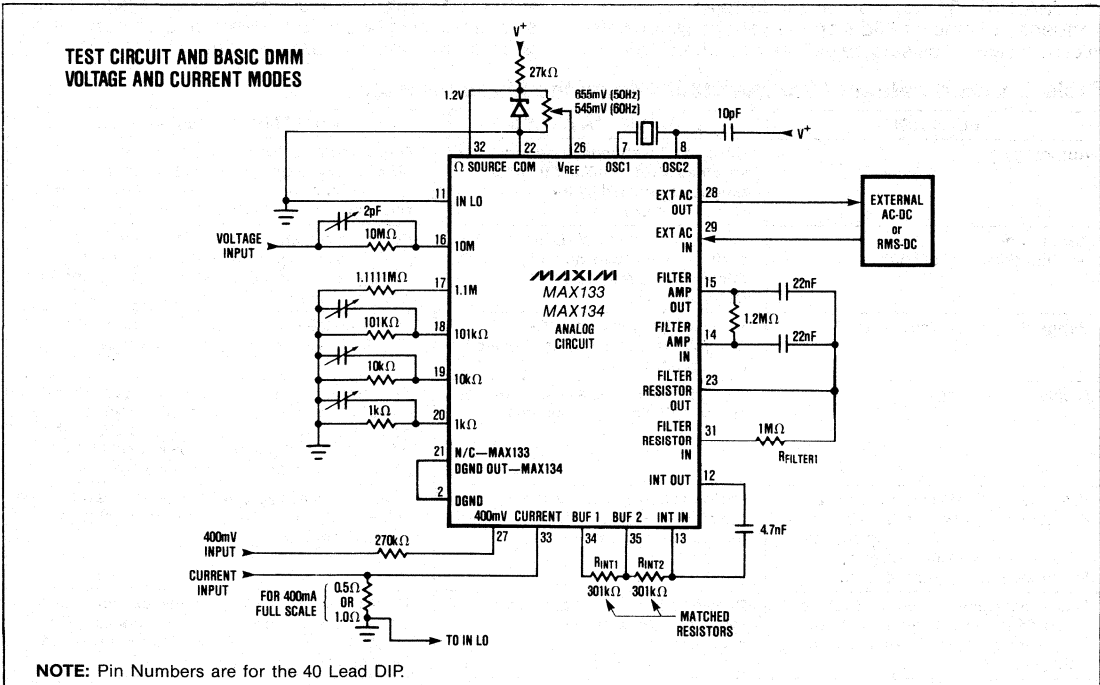 TEST CIRCUIT AND BASIC DMM
VOLTAGE AND CURRENT MODES
V+
27kΩ
1.2V
655mV (50Hz)
545mV (60Hz)
10pF
V+
32
22
26
7
8
Ω SOURCE
COM
VREF
OSC1
OSC2
11
IN LO
EXT AC
OUT
28
EXTERNAL
AC-DC
or
RMS-DC
2pF
VOLTAGE
INPUT
10MΩ
16
10M
EXT AC
IN
29
1.1111MΩ
17
1.1M
MAXIM
MAX133
MAX134
ANALOG
CIRCUIT
FILTER
AMP
OUT
15
22nF
1.2MΩ
101KΩ
18
101kΩ
FILTER
AMP
IN
14
22nF
10kΩ
19
10kΩ
FILTER
RESISTOR
OUT
23
1kΩ
20
1kΩ
FILTER
RESISTOR
IN
31
1MΩ
RFILTER1
21
N/C—MAX133
DGND OUT—MAX134
INT OUT
12
2
DGND
400mV
CURRENT
BUF 1
BUF 2
INT IN
4.7nF
27
33
34
35
13
400mV
INPUT
270kΩ
CURRENT
INPUT
RINT1
RINT2
301kΩ
301kΩ
FOR 400mA
FULL SCALE
0.5Ω
OR
1.0Ω
MATCHED
RESISTORS
TO IN LO
NOTE: Pin Numbers are for the 40 Lead DIP.